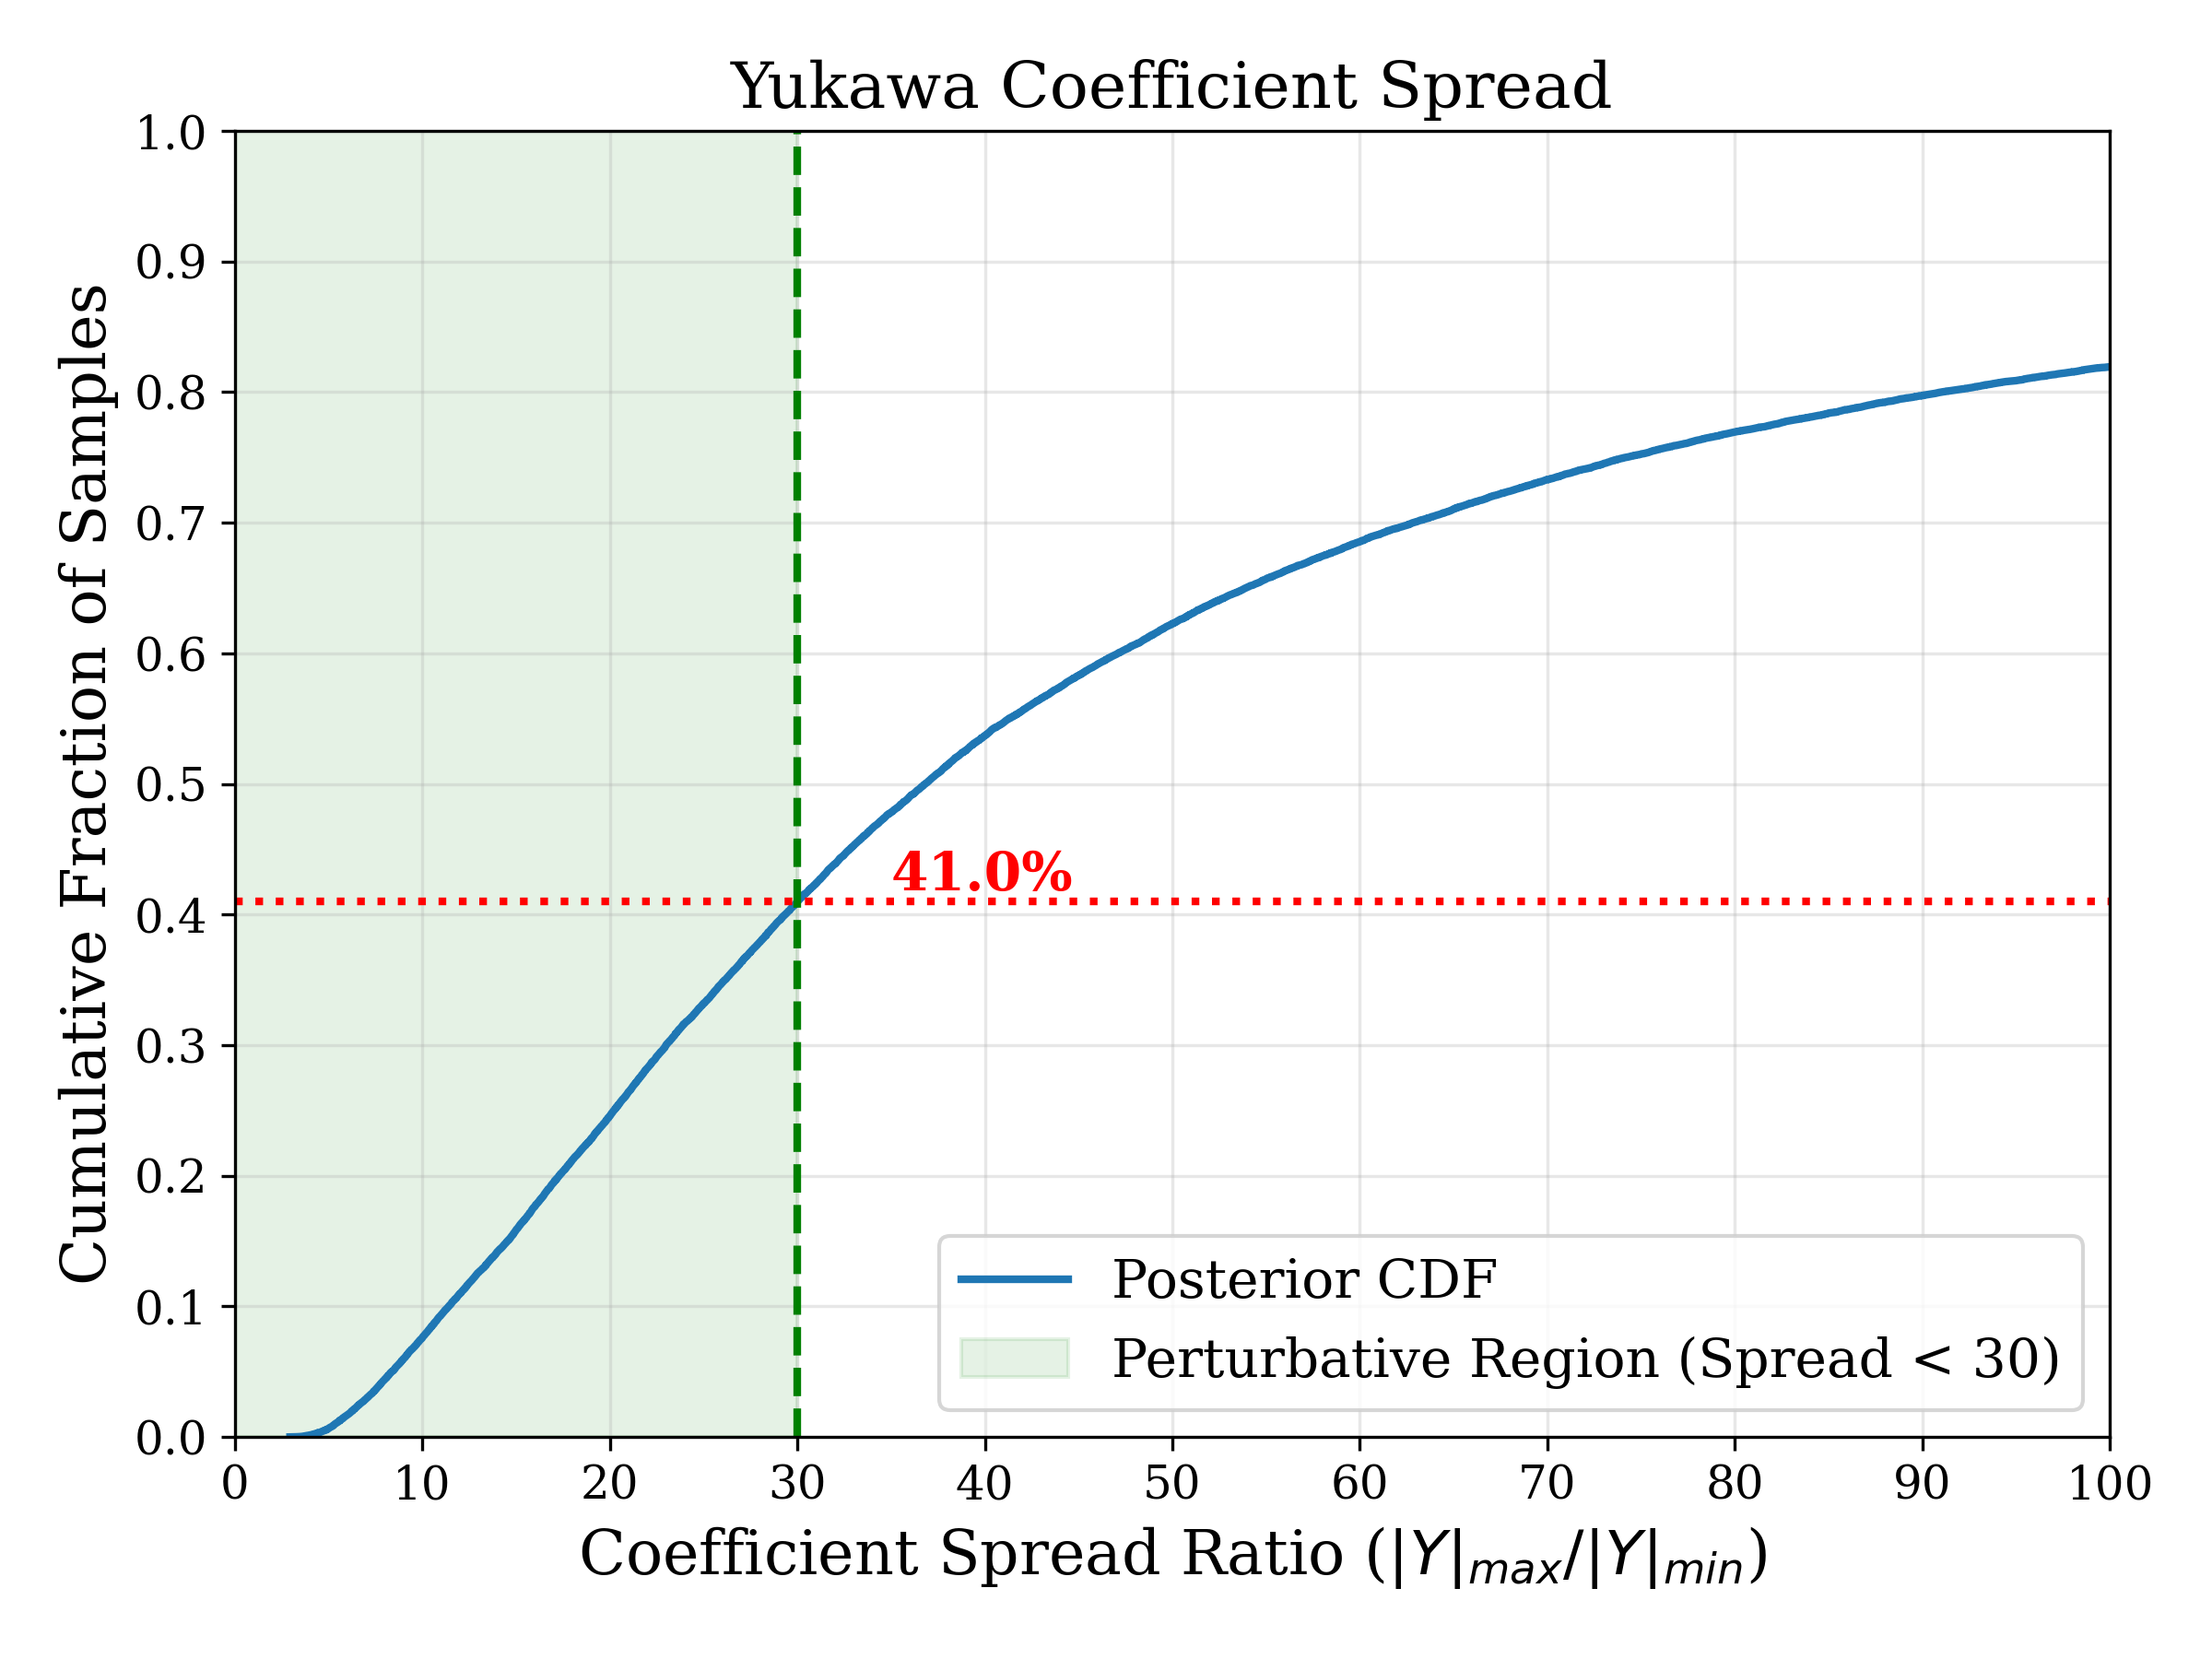 Yukawa Coefficient Spread
Cumulative Fraction of Samples
1.0
0.9
0.8
0.7
0.6
0.5
0.4
0.3
0.2
0.1
0.0
41.0%
Posterior CDF
Perturbative Region (Spread < 30)
0 10 20 30 40 50 60 70 80 90 100
Coefficient Spread Ratio (|Y|max/|Y|min)